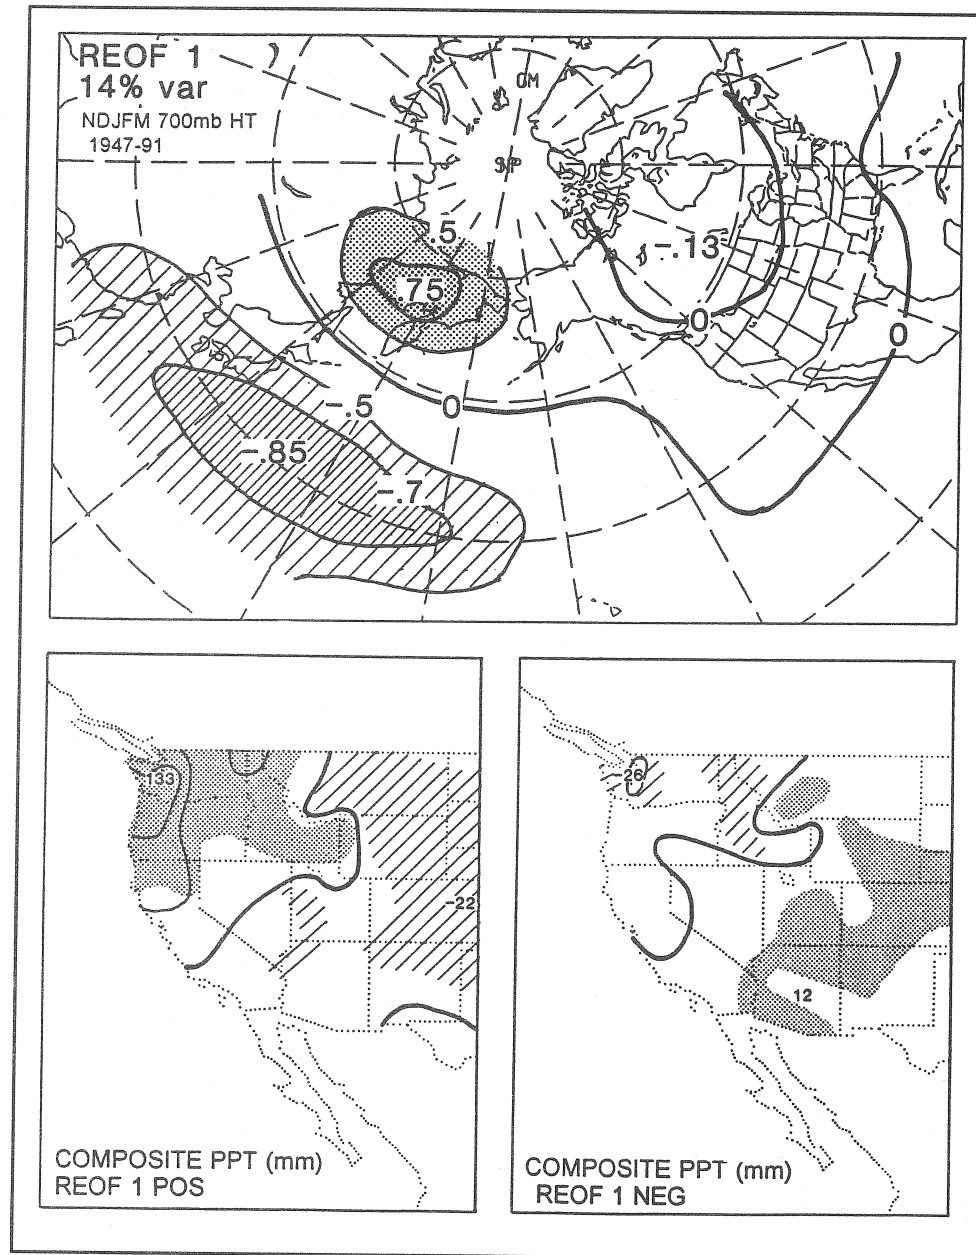 REOF 1
14% var
NDJFM 700mb HT
1947-91
GM
.5
.75
-.13
0
0
-.5
0
-.85
-.7
133
-22
COMPOSITE PPT (mm)
REOF 1 POS
-26
12
COMPOSITE PPT (mm)
REOF 1 NEG